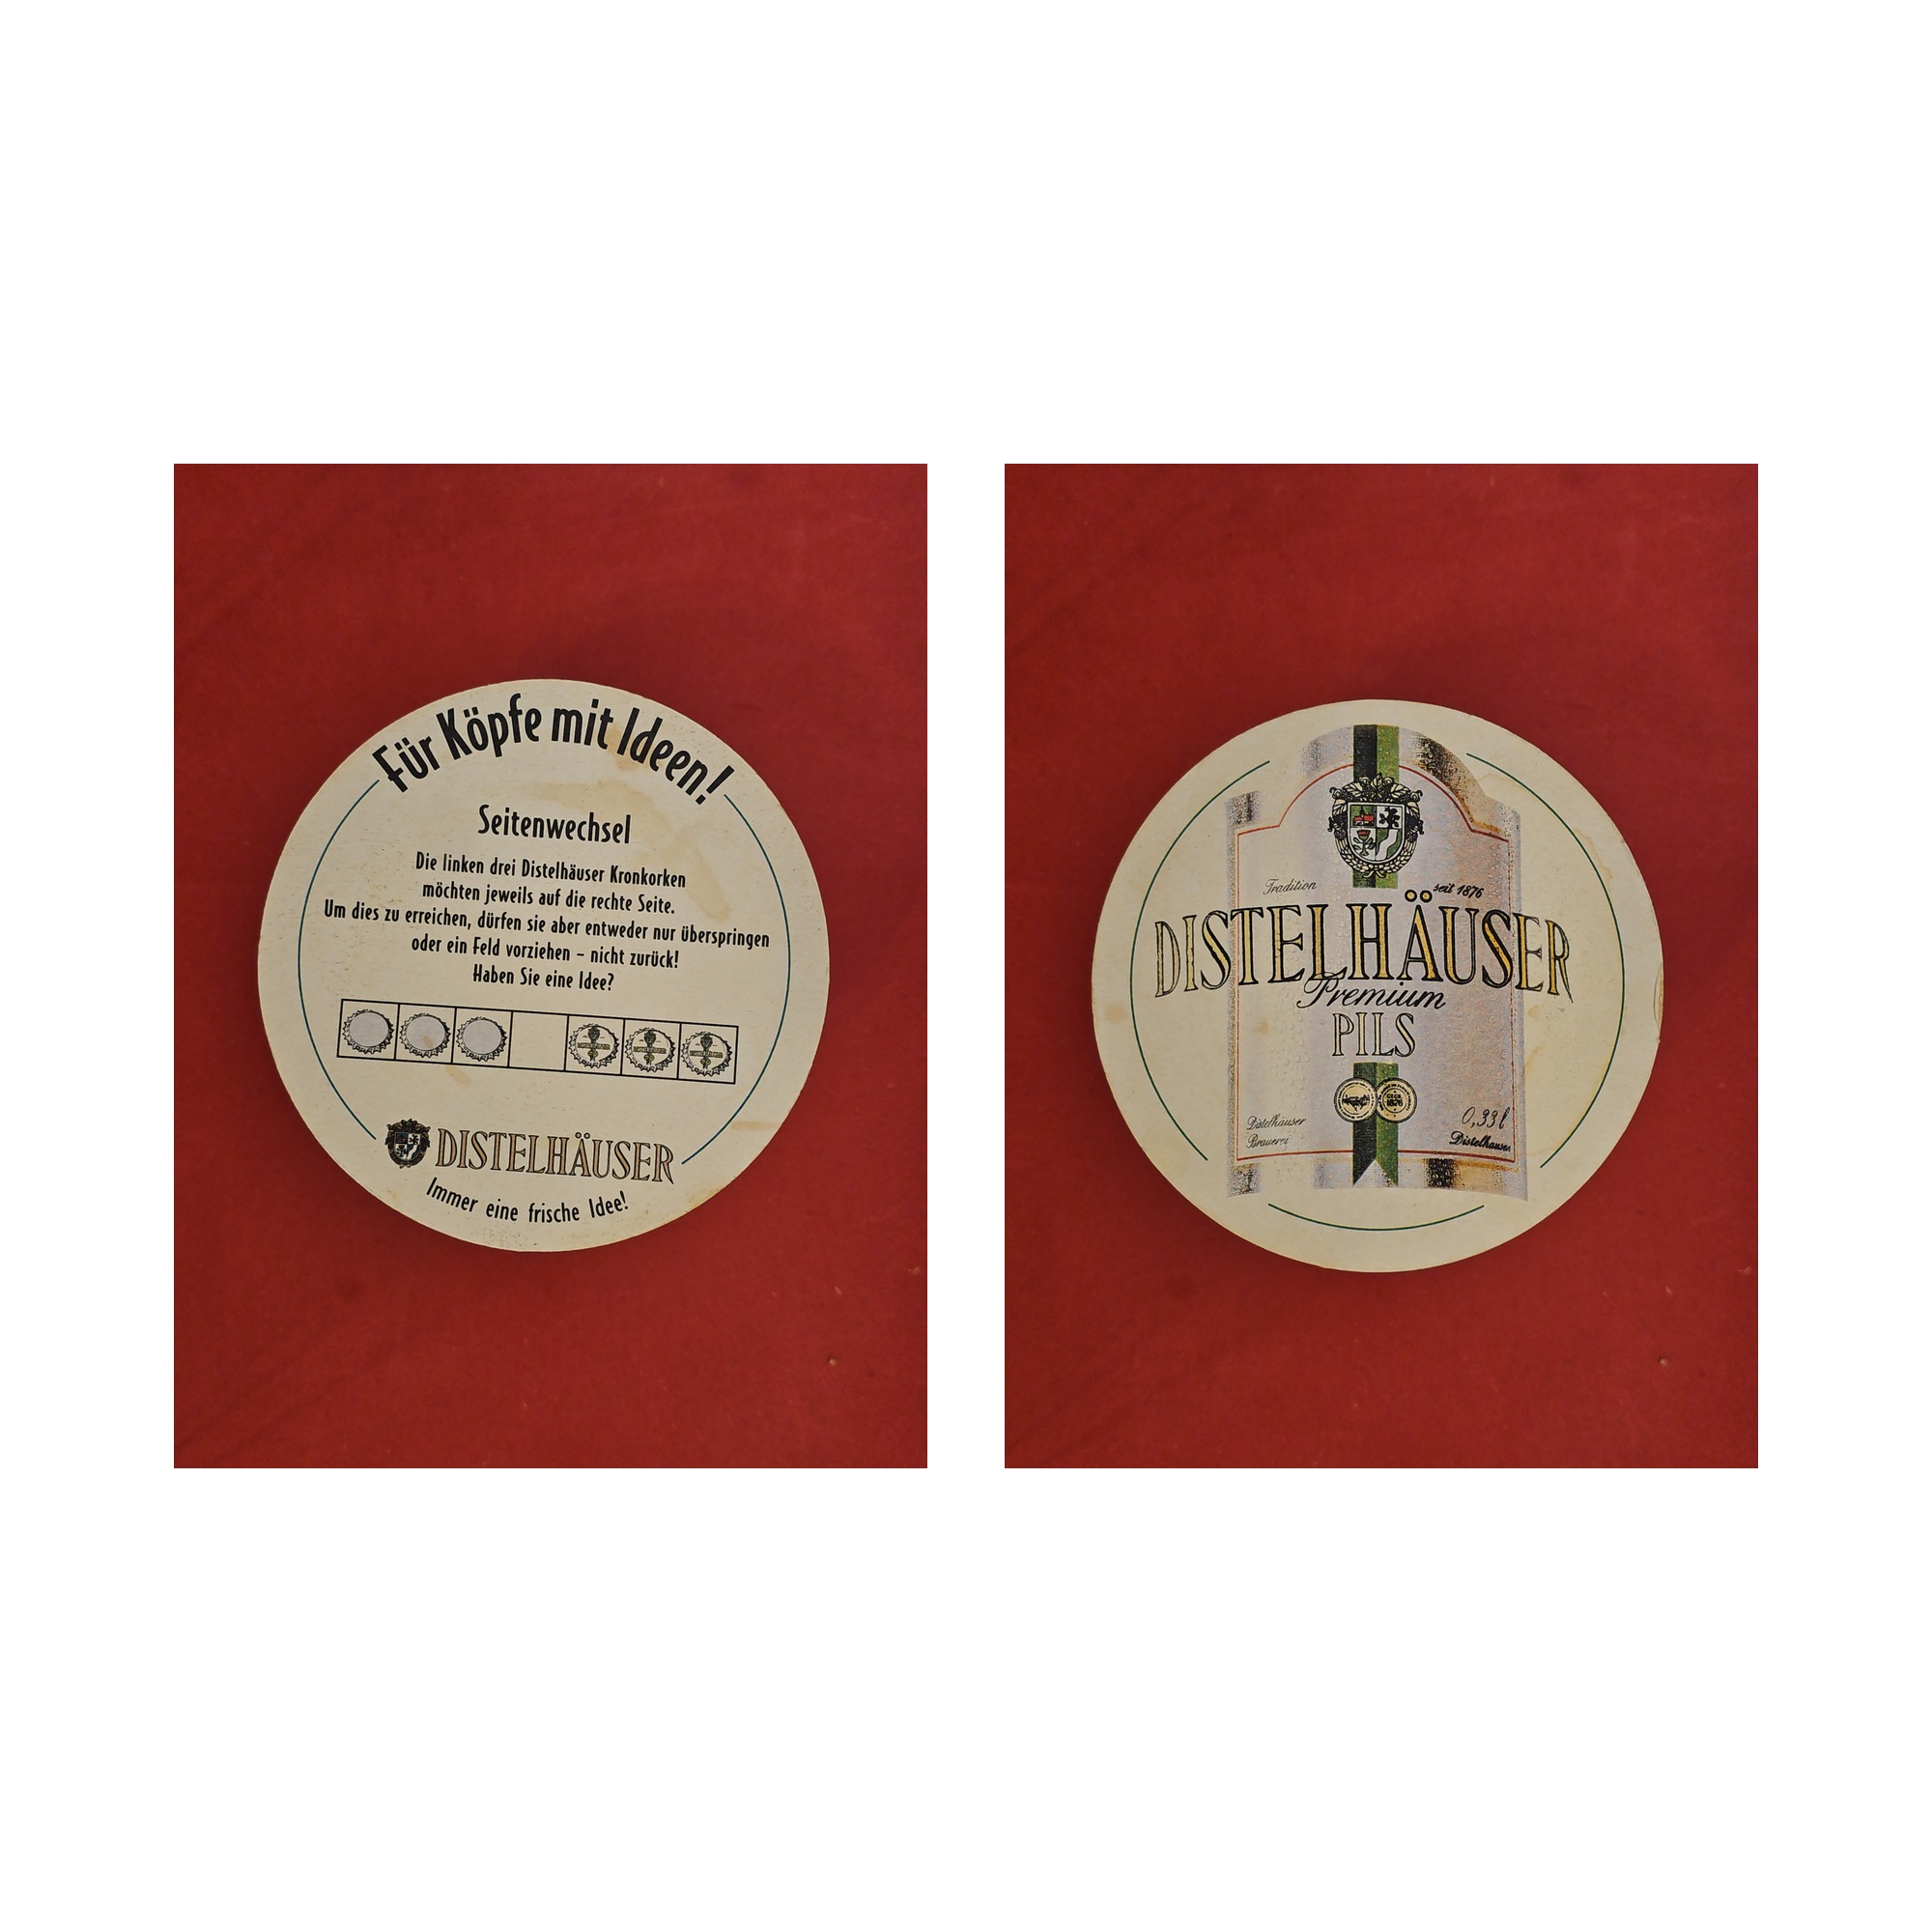 Für Köpfe mit Ideen!
Seitenwechsel
Die linken drei Distelhäuser Kronkorken
möchten jeweils auf die rechte Seite.
Um dies zu erreichen, dürfen sie aber entweder nur überspringen
oder ein Feld vorziehen – nicht zurück!
Haben Sie eine Idee?
DISTELHÄUSER
Immer eine frische Idee!
Tradition
seit 1876
DISTELHÄUSER
Premium
PILS
Distelhäuser
Brauerei
0,33l
Distelhausen